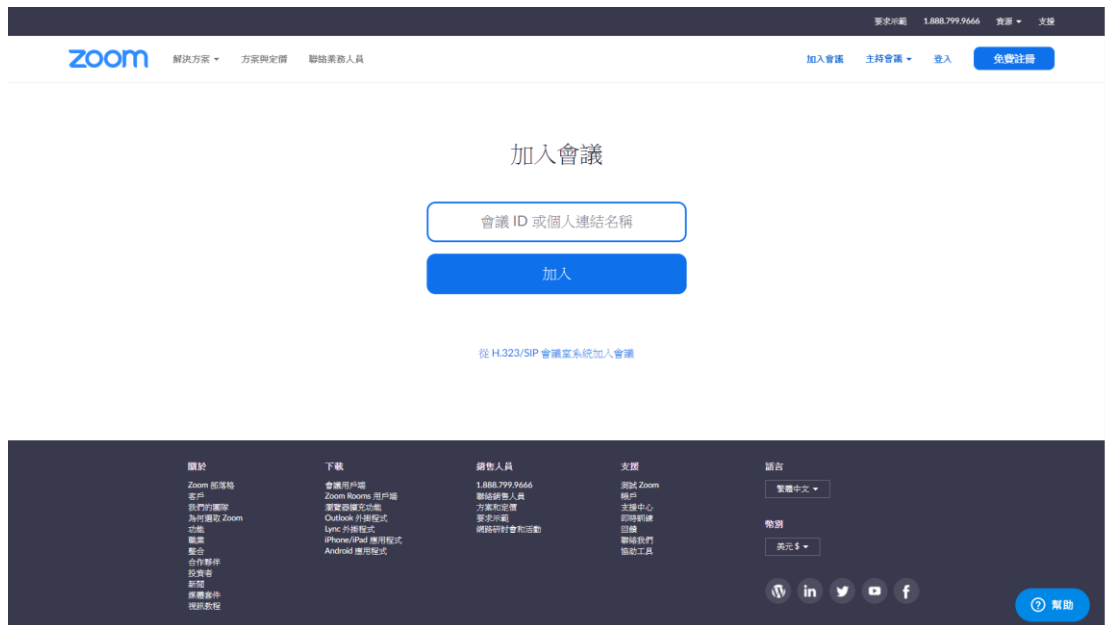 要求示範 1.888.799.9666 資源 支援
zoom 解決方案 方案與定價 聯絡業務人員 加入會議 主持會議 登入 免費註冊
加入會議
會議 ID 或個人連結名稱
加入
從 H.323/SIP 會議室系統加入會議
關於
Zoom 部落格
客戶
我們的團隊
為何選取 Zoom
功能
職業
整合
合作夥伴
投資者
新聞
媒體套件
視訊教程
下載
會議用戶端
Zoom Rooms 用戶端
瀏覽器擴充功能
Outlook 外掛程式
Lync 外掛程式
iPhone/iPad 應用程式
Android 應用程式
銷售人員
1.888.799.9666
聯絡銷售人員
方案和定價
要求示範
網路研討會和活動
支援
測試 Zoom
帳戶
支援中心
即時訓練
回饋
聯絡我們
協助工具
語言
繁體中文
幣別
美元 $
in f
幫助